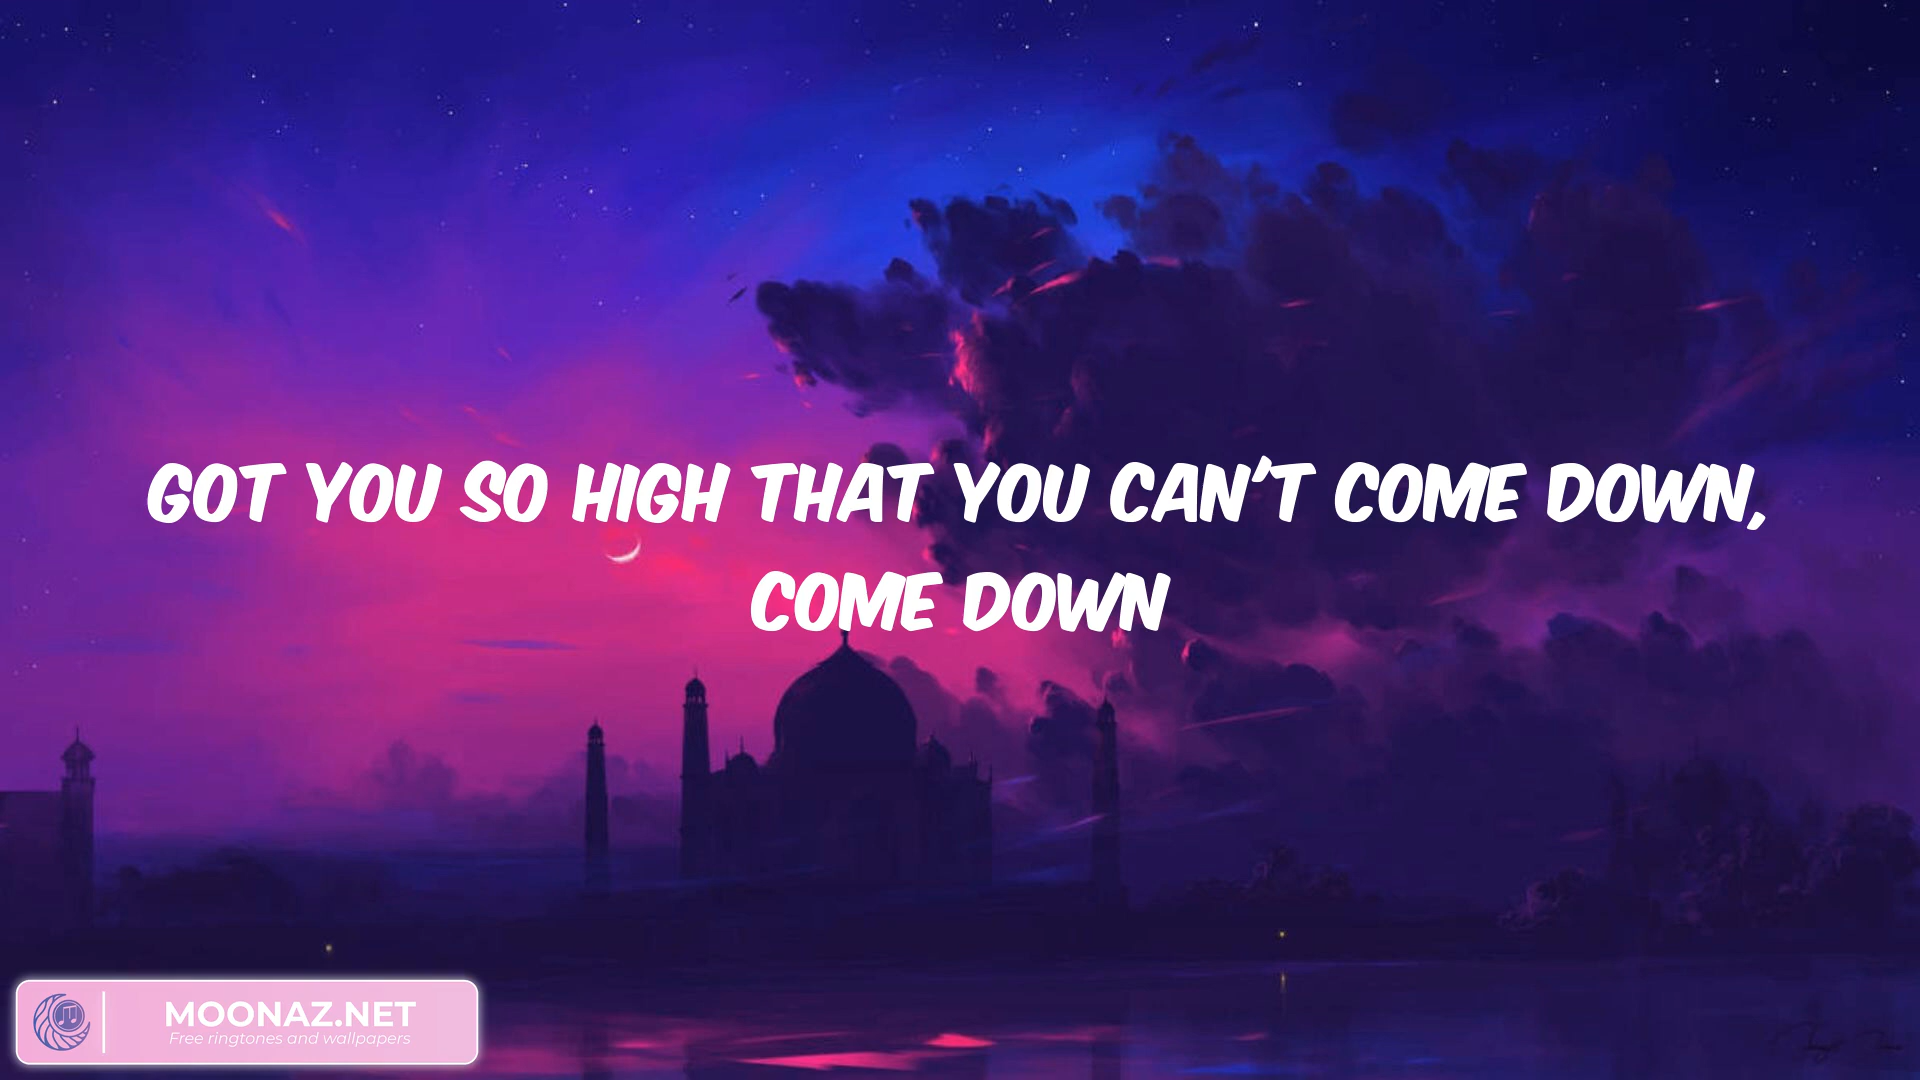 GOT YOU SO HIGH THAT YOU CAN'T COME DOWN,
COME DOWN
MOONAZ.NET
Free ringtones and wallpapers